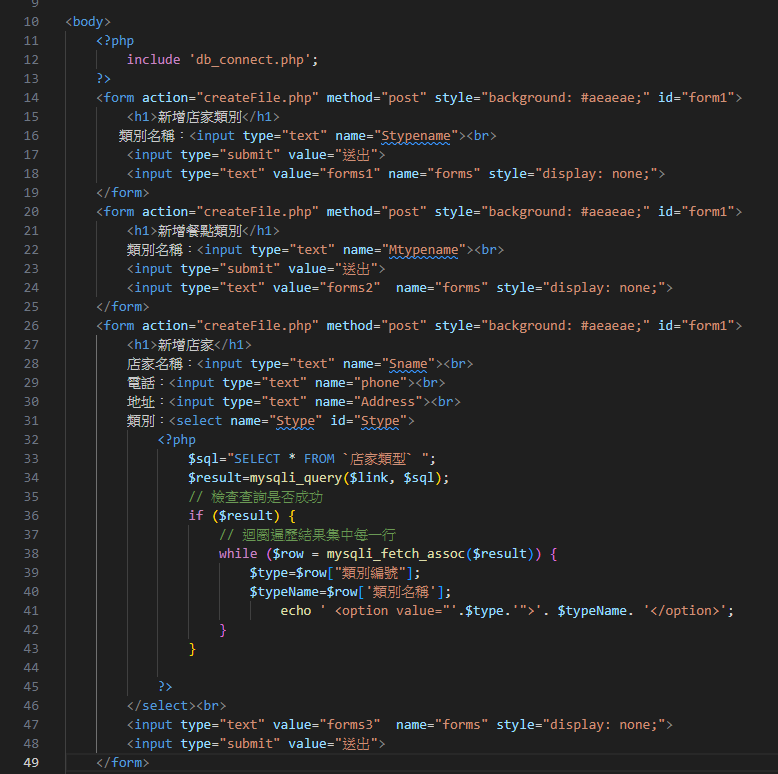 9
10 <body>
11 <?php
12 include 'db_connect.php';
13 ?>
14 <form action="createFile.php" method="post" style="background: #aeaeae;" id="form1">
15 <h1>新增店家類別</h1>
16 類別名稱：<input type="text" name="Stypename"><br>
17 <input type="submit" value="送出">
18 <input type="text" value="forms1" name="forms" style="display: none;">
19 </form>
20 <form action="createFile.php" method="post" style="background: #aeaeae;" id="form1">
21 <h1>新增餐點類別</h1>
22 類別名稱：<input type="text" name="Mtypename"><br>
23 <input type="submit" value="送出">
24 <input type="text" value="forms2"  name="forms" style="display: none;">
25 </form>
26 <form action="createFile.php" method="post" style="background: #aeaeae;" id="form1">
27 <h1>新增店家</h1>
28 店家名稱：<input type="text" name="Sname"><br>
29 電話：<input type="text" name="phone"><br>
30 地址：<input type="text" name="Address"><br>
31 類別：<select name="Stype" id="Stype">
32 <?php
33 $sql="SELECT * FROM `店家類型` ";
34 $result=mysqli_query($link, $sql);
35 // 檢查查詢是否成功
36 if ($result) {
37 // 迴圈遍歷結果集中每一行
38 while ($row = mysqli_fetch_assoc($result)) {
39 $type=$row["類別編號"];
40 $typeName=$row['類別名稱'];
41 echo ' <option value="'.$type.'">'. $typeName. '</option>';
42 }
43 }
44
45 ?>
46 </select><br>
47 <input type="text" value="forms3"  name="forms" style="display: none;">
48 <input type="submit" value="送出">
49 </form>